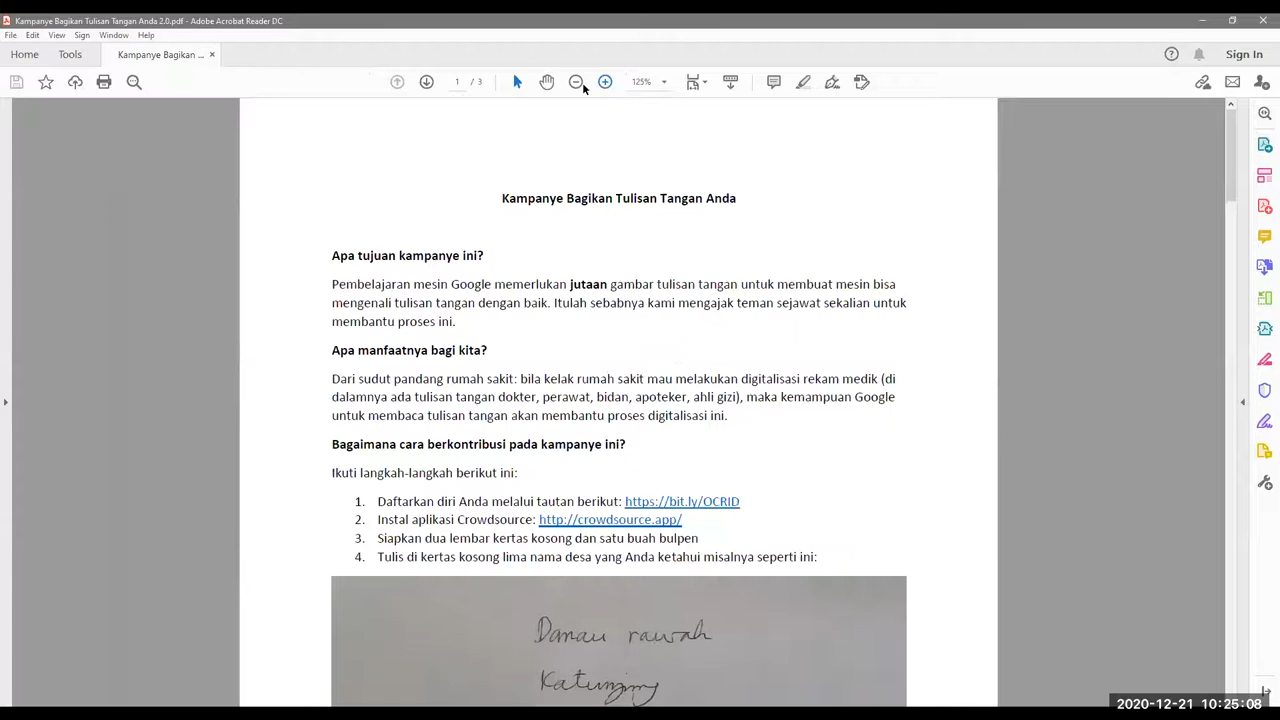 Kampanye Bagikan Tulisan Tangan Anda 2.0.pdf - Adobe Acrobat Reader DC
File Edit View Sign Window Help
Home Tools Kampanye Bagikan ... Sign In
1 / 3 125%
Kampanye Bagikan Tulisan Tangan Anda
Apa tujuan kampanye ini?
Pembelajaran mesin Google memerlukan jutaan gambar tulisan tangan untuk membuat mesin bisa
mengenali tulisan tangan dengan baik. Itulah sebabnya kami mengajak teman sejawat sekalian untuk
membantu proses ini.
Apa manfaatnya bagi kita?
Dari sudut pandang rumah sakit: bila kelak rumah sakit mau melakukan digitalisasi rekam medik (di
dalamnya ada tulisan tangan dokter, perawat, bidan, apoteker, ahli gizi), maka kemampuan Google
untuk membaca tulisan tangan akan membantu proses digitalisasi ini.
Bagaimana cara berkontribusi pada kampanye ini?
Ikuti langkah-langkah berikut ini:
1. Daftarkan diri Anda melalui tautan berikut: https://bit.ly/OCRID
2. Instal aplikasi Crowdsource: http://crowdsource.app/
3. Siapkan dua lembar kertas kosong dan satu buah bulpen
4. Tulis di kertas kosong lima nama desa yang Anda ketahui misalnya seperti ini:
Danau rawah
2020-12-21 10:25:08